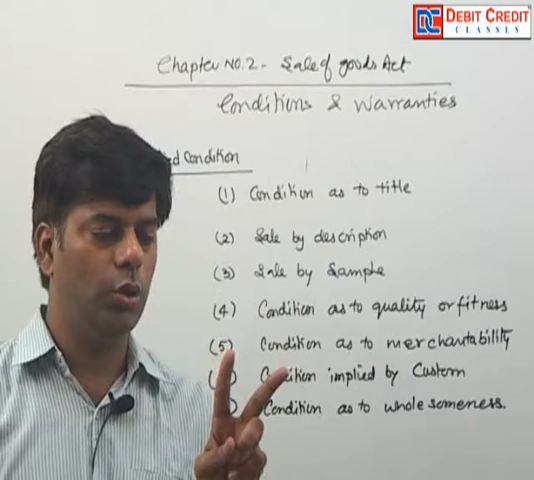 DEBIT CREDIT
CLASSES
Chapter No. 2 - Sale of goods Act
Conditions & Warranties
Condition
(1) Condition as to title
(2) Sale by description
(3) Sale by Sample
(4) Condition as to quality or fitness
(5) Condition as to merchantability
Condition implied by Custom
Condition as to wholesomeness.